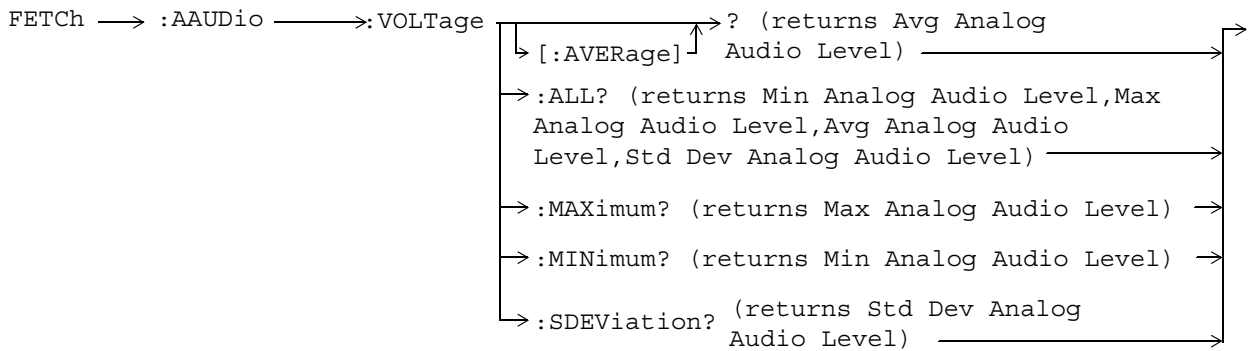 FETCh :AAUDio :VOLTage ? (returns Avg Analog
[:AVERage] Audio Level)
:ALL? (returns Min Analog Audio Level,Max
Analog Audio Level,Avg Analog Audio
Level,Std Dev Analog Audio Level)
:MAXimum? (returns Max Analog Audio Level)
:MINimum? (returns Min Analog Audio Level)
:SDEViation? (returns Std Dev Analog
Audio Level)